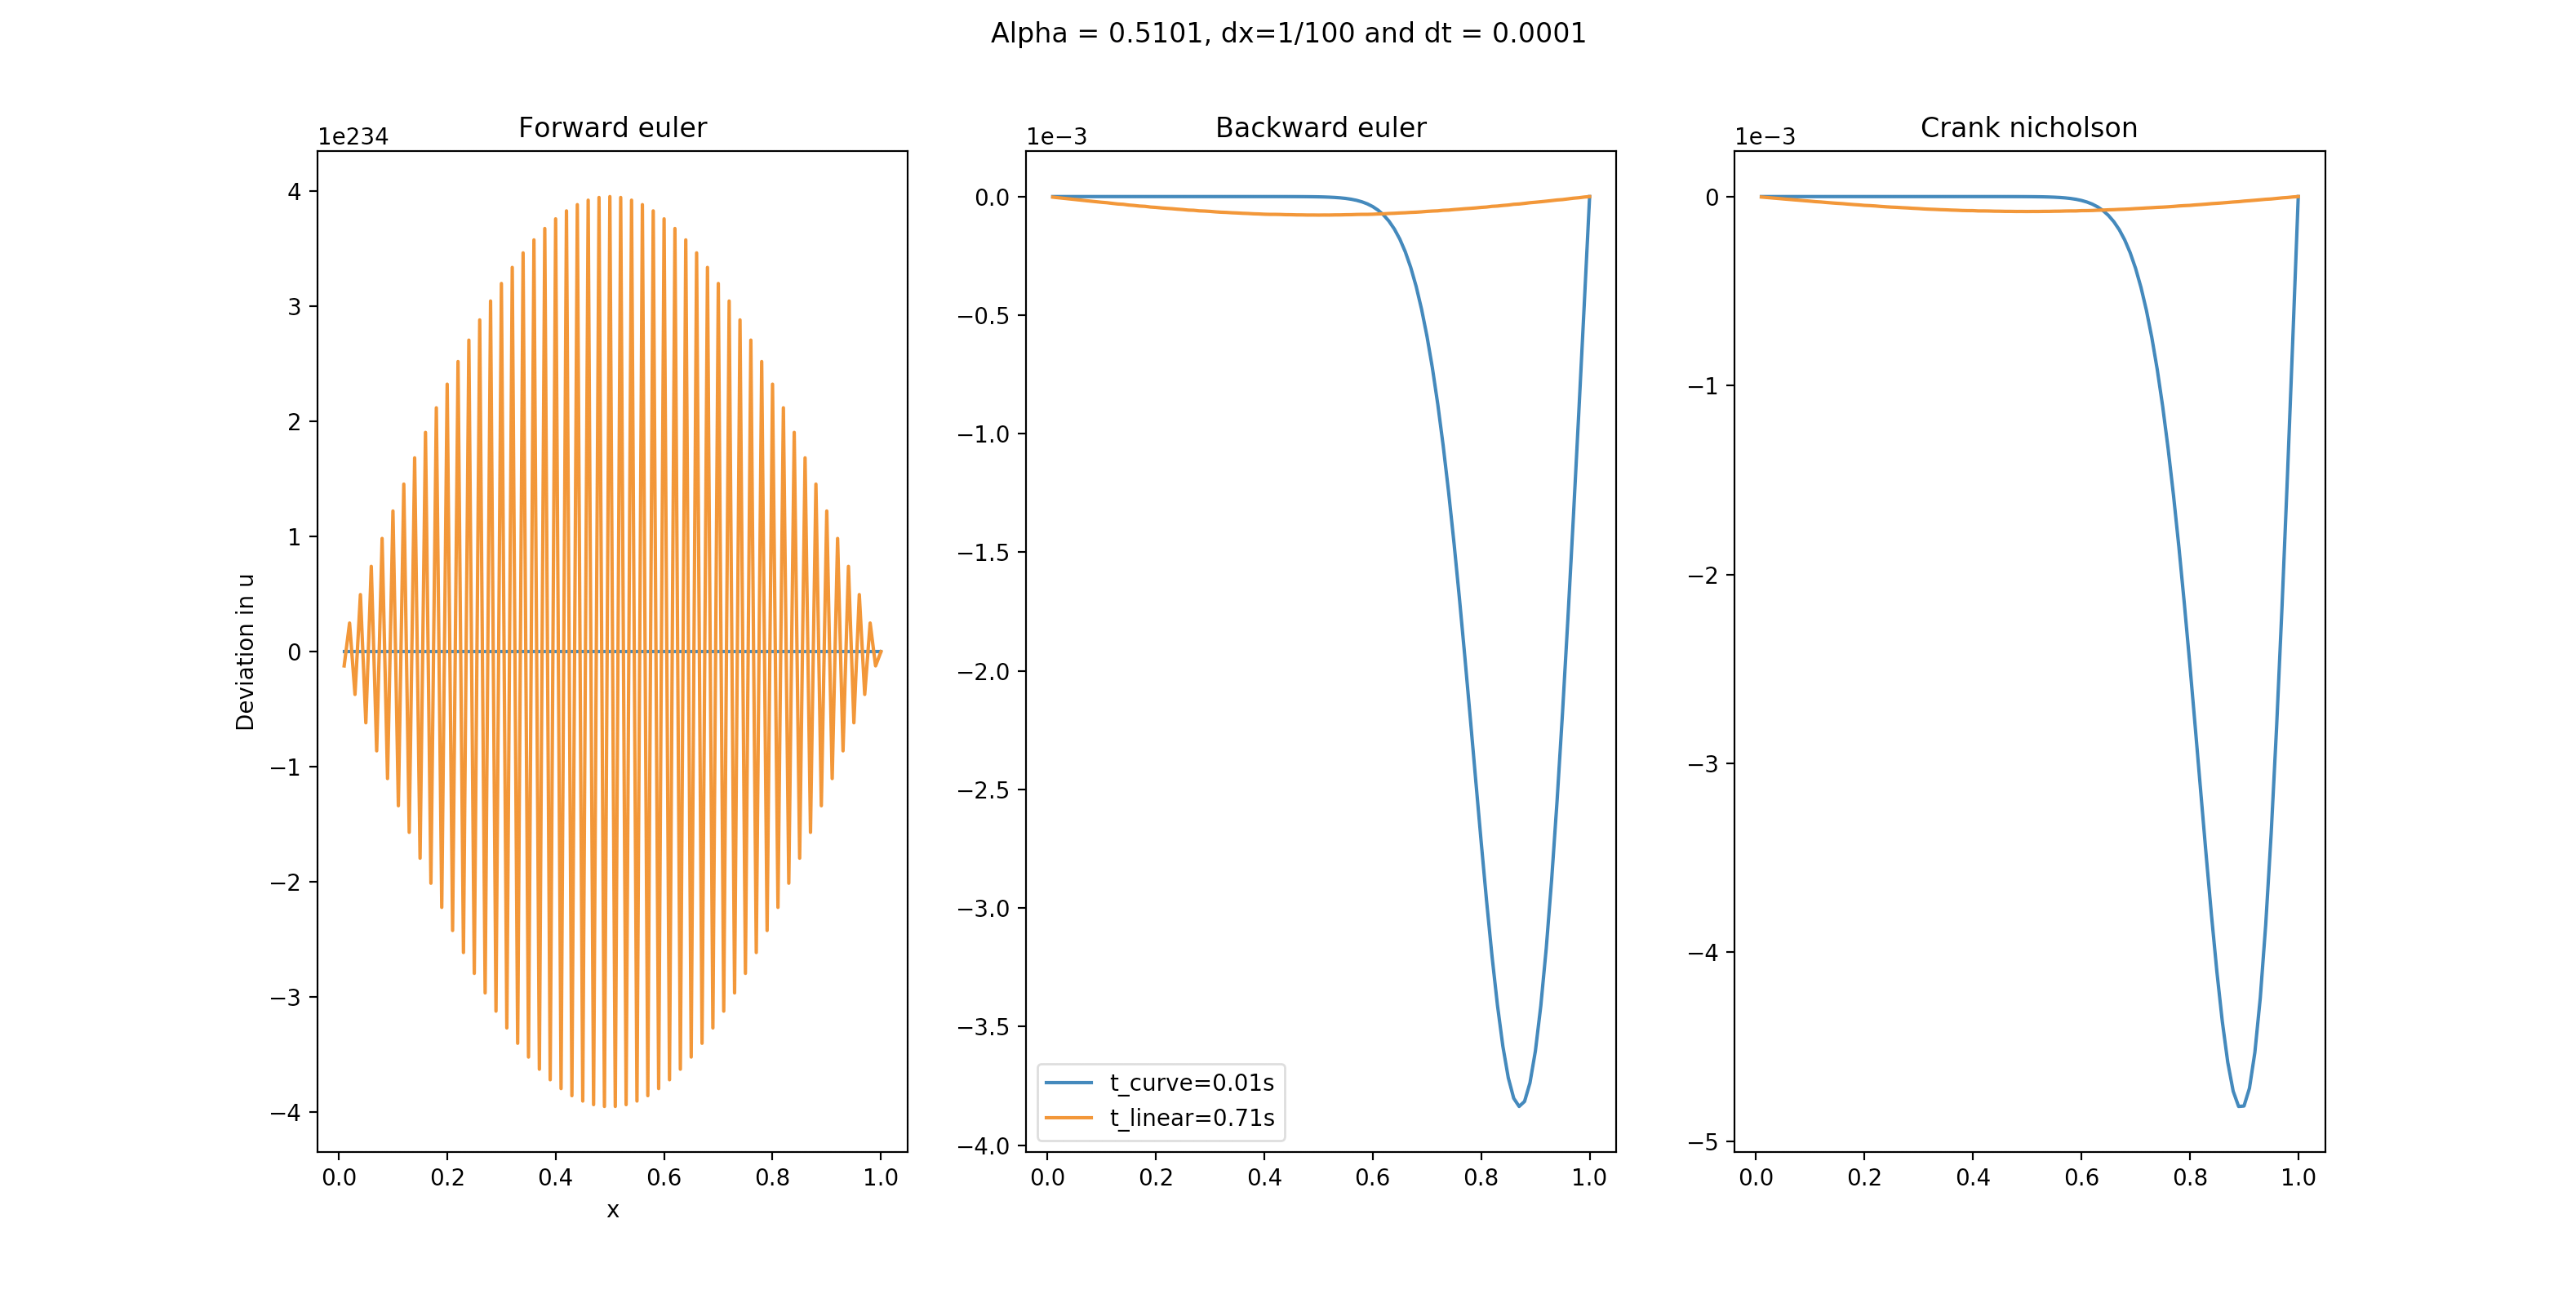 Alpha = 0.5101, dx=1/100 and dt = 0.0001
Forward euler
1e234
4
3
2
1
0
−1
−2
−3
−4
Deviation in u
0.0 0.2 0.4 0.6 0.8 1.0
x
Backward euler
1e−3
0.0
−0.5
−1.0
−1.5
−2.0
−2.5
−3.0
−3.5
−4.0
t_curve=0.01s
t_linear=0.71s
0.0 0.2 0.4 0.6 0.8 1.0
Crank nicholson
1e−3
0
−1
−2
−3
−4
−5
0.0 0.2 0.4 0.6 0.8 1.0